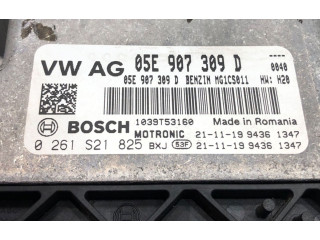 VW AG 05E 907 309 D 0040
05E 907 309 D BENZIN MG1CS011 HW: H20
BOSCH 1039T53160 Made in Romania
MOTRONIC 21-11-19 9436 1347
0 261 S21 825 BXJ 53F 21-11-19 9436 1347